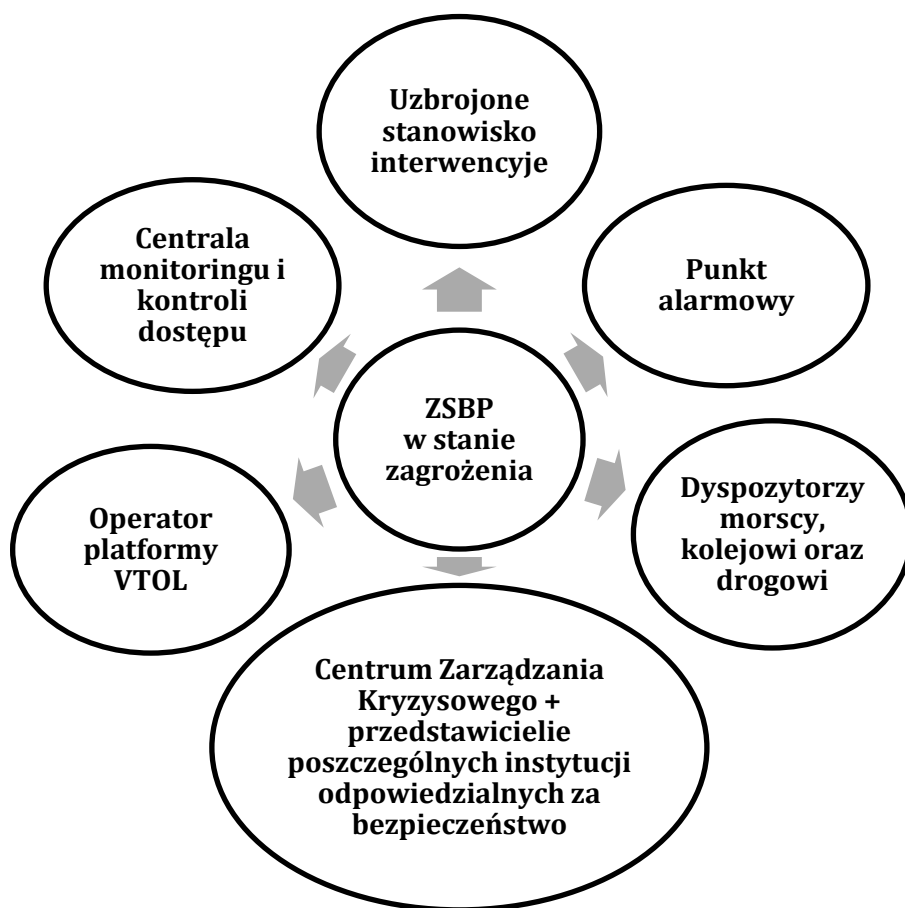 Uzbrojone
stanowisko
interwencyje
Centrala
monitoringu i
kontroli
dostępu
Punkt
alarmowy
ZSBP
w stanie
zagrożenia
Operator
platformy
VTOL
Dyspozytorzy
morscy,
kolejowi oraz
drogowi
Centrum Zarządzania
Kryzysowego +
przedstawicielie
poszczególnych instytucji
odpowiedzialnych za
bezpieczeństwo